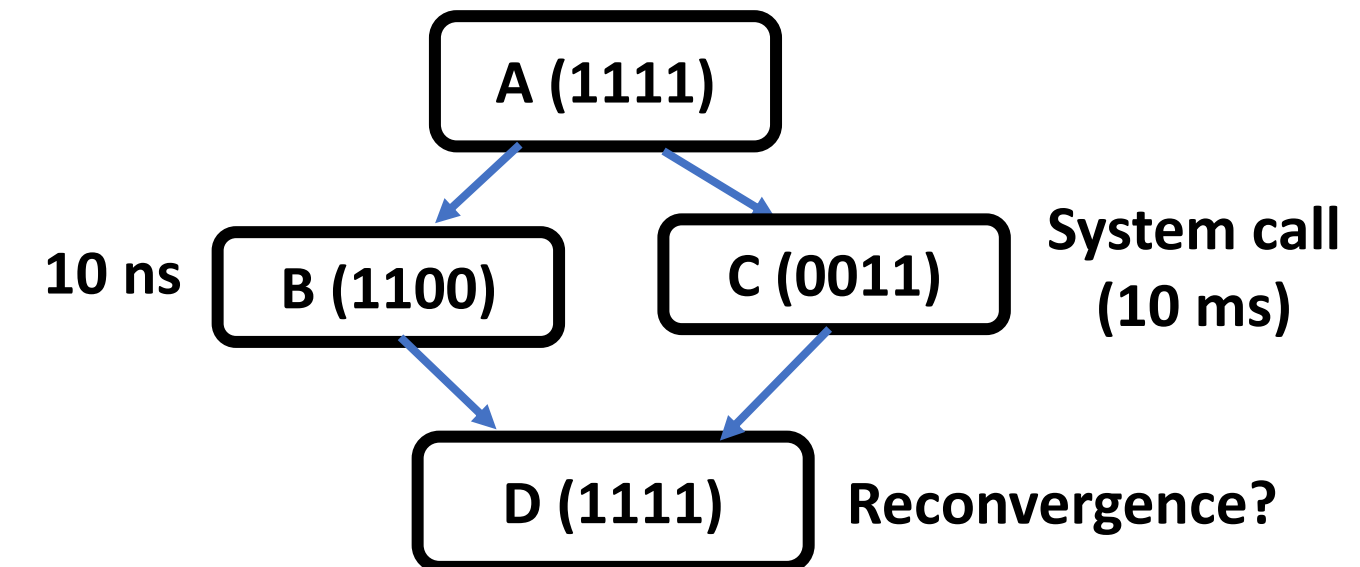 A (1111)
10 ns
B (1100)
C (0011)
System call
(10 ms)
D (1111)
Reconvergence?